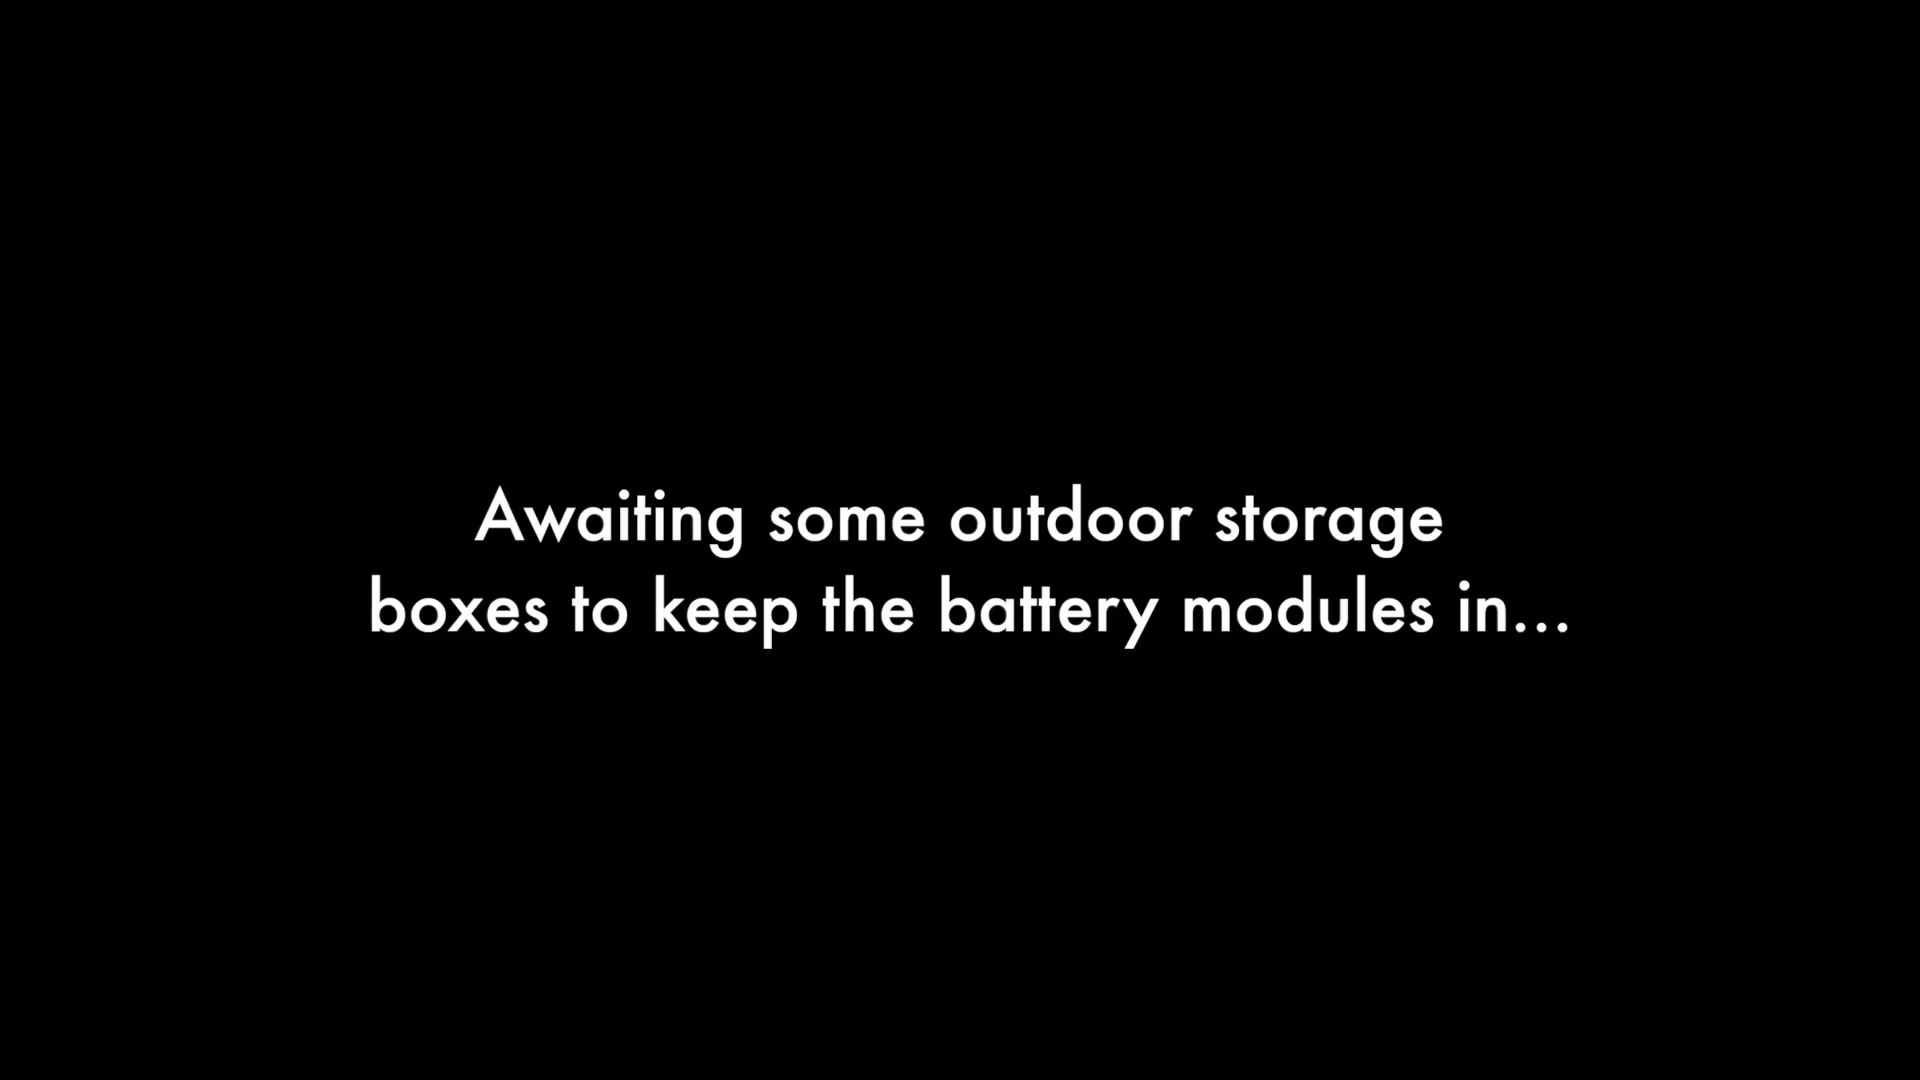 Awaiting some outdoor storage
boxes to keep the battery modules in...